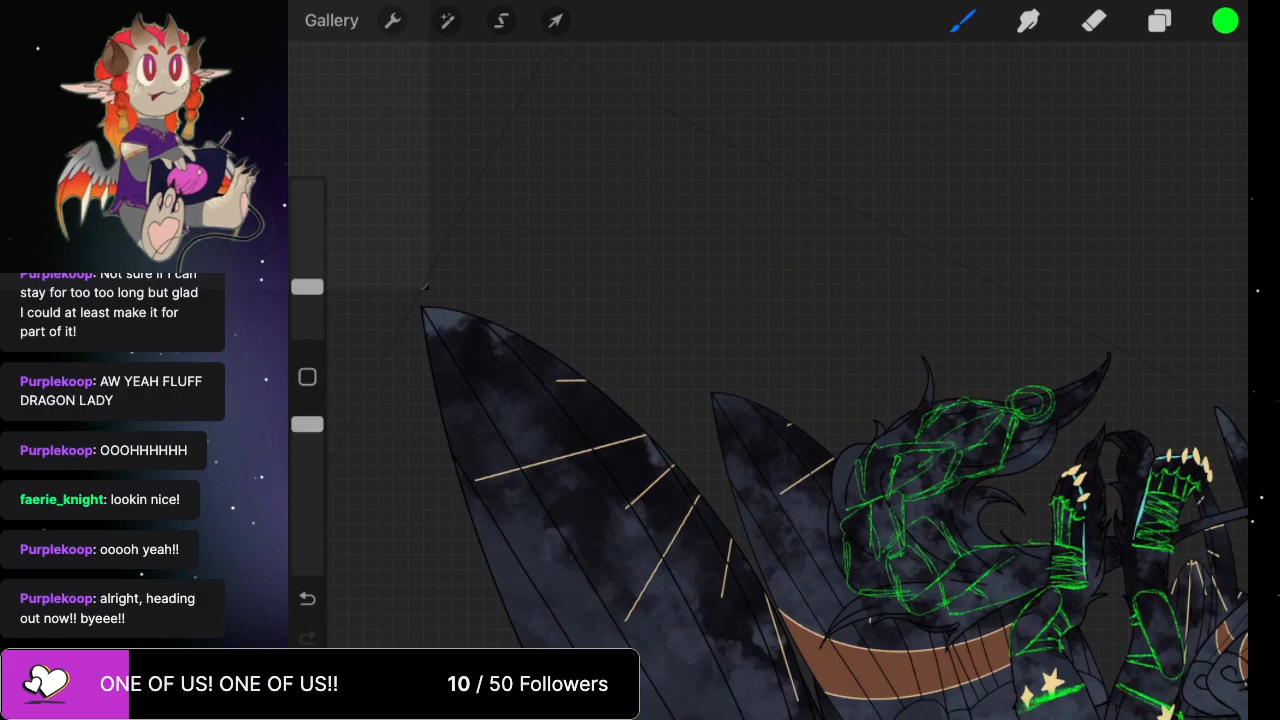 Gallery
Purplekoop: Not sure if I can
stay for too too long but glad
I could at least make it for
part of it!
Purplekoop: AW YEAH FLUFF
DRAGON LADY
Purplekoop: OOOHHHHHH
faerie_knight: lookin nice!
Purplekoop: ooooh yeah!!
Purplekoop: alright, heading
out now!! byeee!!
ONE OF US! ONE OF US!!
10 / 50 Followers